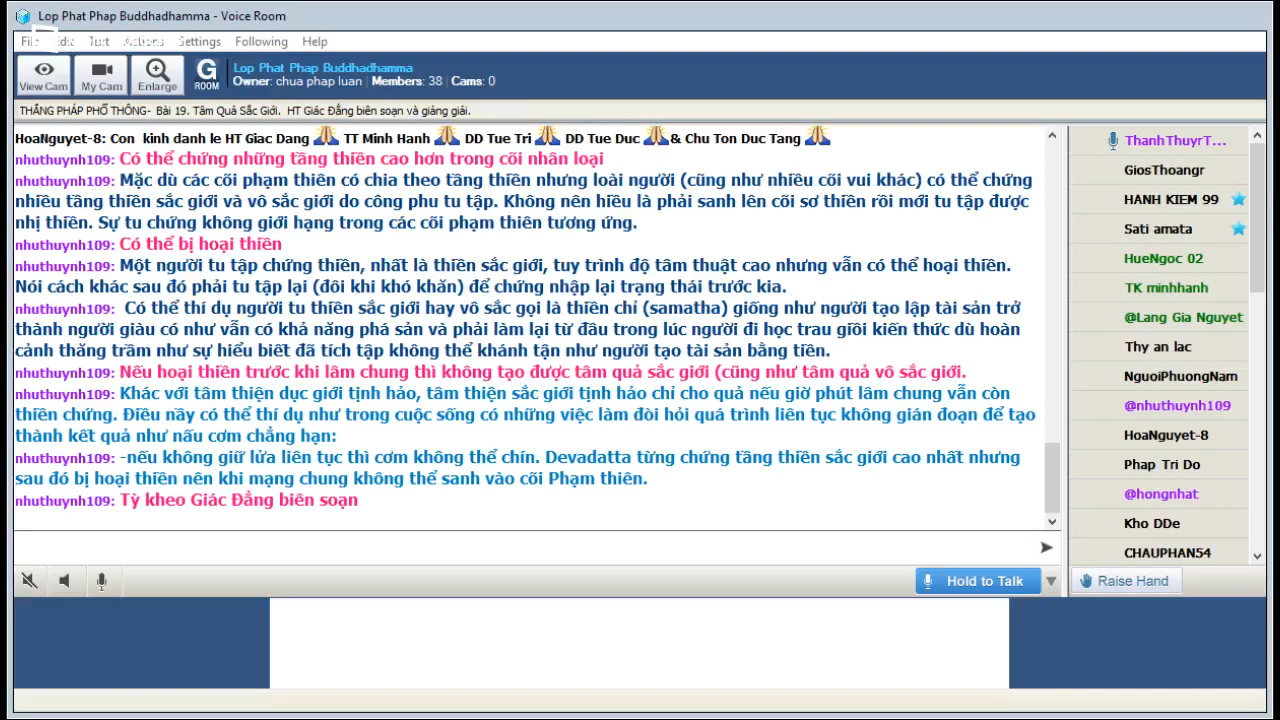 Lop Phat Phap Buddhadhamma - Voice Room
Text Actions Settings Following Help
View Cam My Cam Enlarge G ROOM
Lop Phat Phap Buddhadhamma
Owner: chua phap luan Members: 38 Cams: 0
THẮNG PHÁP PHỔ THÔNG- Bài 19. Tâm Quả Sắc Giới. HT Giác Đẳng biên soạn và giảng giải.
HoaNguyet-8: Con kinh danh le HT Giac Dang 🙏 TT Minh Hanh 🙏 DD Tue Tri 🙏 DD Tue Duc 🙏& Chu Ton Duc Tang 🙏
nhuthuynh109: Có thể chứng những tầng thiền cao hơn trong cõi nhân loại
nhuthuynh109: Mặc dù các cõi phạm thiên có chia theo tầng thiền nhưng loài người (cũng như nhiều cõi vui khác) có thể chứng
nhiều tầng thiền sắc giới và vô sắc giới do công phu tu tập. Không nên hiểu là phải sanh lên cõi sơ thiền rồi mới tu tập được
nhị thiền. Sự tu chứng không giới hạng trong các cõi phạm thiên tương ứng.
nhuthuynh109: Có thể bị hoại thiền
nhuthuynh109: Một người tu tập chứng thiền, nhất là thiền sắc giới, tuy trình độ tâm thuật cao nhưng vẫn có thể hoại thiền.
Nói cách khác sau đó phải tu tập lại (đôi khi khó khăn) để chứng nhập lại trạng thái trước kia.
nhuthuynh109: Có thể thí dụ người tu thiền sắc giới hay vô sắc gọi là thiền chỉ (samatha) giống như người tạo lập tài sản trở
thành người giàu có như vẫn có khả năng phá sản và phải làm lại từ đầu trong lúc người đi học trau giồi kiến thức dù hoàn
cảnh thăng trầm như sự hiểu biết đã tích tập không thể khánh tận như người tạo tài sản bằng tiền.
nhuthuynh109: Nếu hoại thiền trước khi lâm chung thì không tạo được tâm quả sắc giới (cũng như tâm quả vô sắc giới.
nhuthuynh109: Khác với tâm thiện dục giới tịnh hảo, tâm thiện sắc giới tịnh hảo chỉ cho quả nếu giờ phút lâm chung vẫn còn
thiền chứng. Điều nầy có thể thí dụ như trong cuộc sống có những việc làm đòi hỏi quá trình liên tục không gián đoạn để tạo
thành kết quả như nấu cơm chẳng hạn:
nhuthuynh109: -nếu không giữ lửa liên tục thì cơm không thể chín. Devadatta từng chứng tầng thiền sắc giới cao nhất nhưng
sau đó bị hoại thiền nên khi mạng chung không thể sanh vào cõi Phạm thiên.
nhuthuynh109: Tỳ kheo Giác Đẳng biên soạn
ThanhThuyrT...
GiosThoangr
HANH KIEM 99
Sati amata
HueNgoc 02
TK minhhanh
@Lang Gia Nguyet
Thy an lac
NguoiPhuongNam
@nhuthuynh109
HoaNguyet-8
Phap Tri Do
@hongnhat
Kho DDe
CHAUPHAN54
Hold to Talk
Raise Hand